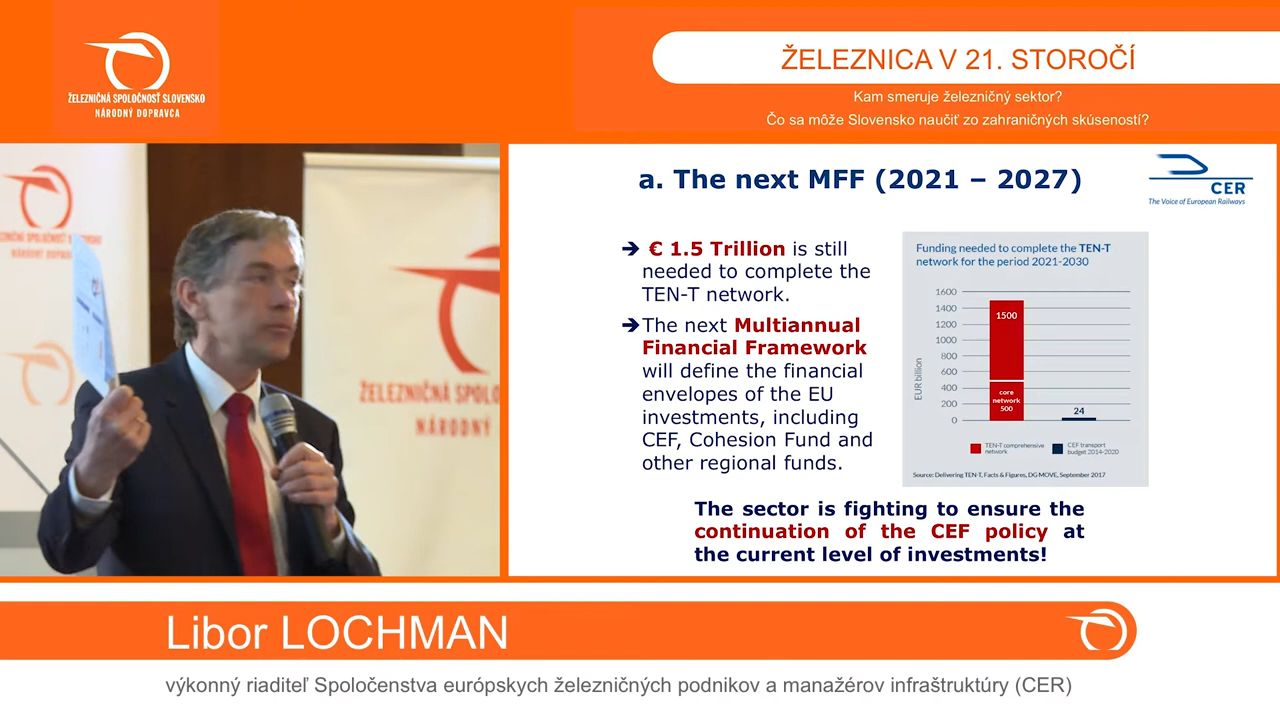 ŽELEZNIČNÁ SPOLOČNOSŤ SLOVENSKO
NÁRODNÝ DOPRAVCA
ŽELEZNICA V 21. STOROČÍ
Kam smeruje železničný sektor?
Čo sa môže Slovensko naučiť zo zahraničných skúseností?
NÁRODNÝ DOP
ŽELEZNIČNÁ SPOLO
NÁRODNÝ
a. The next MFF (2021 – 2027)
CER
The Voice of European Railways
➔ € 1.5 Trillion is still
needed to complete the
TEN-T network.
➔The next Multiannual
Financial Framework
will define the financial
envelopes of the EU
investments, including
CEF, Cohesion Fund and
other regional funds.
Funding needed to complete the TEN-T
network for the period 2021-2030
EUR billion
1600
1400
1200
1000
800
600
400
200
0
1500
core
network
500
24
TEN-T comprehensive
network
CEF transport
budget 2014-2020
Source: Delivering TEN-T, Facts & Figures, DG MOVE, September 2017
The sector is fighting to ensure the
continuation of the CEF policy at
the current level of investments!
Libor LOCHMAN
výkonný riaditeľ Spoločenstva európskych železničných podnikov a manažérov infraštruktúry (CER)